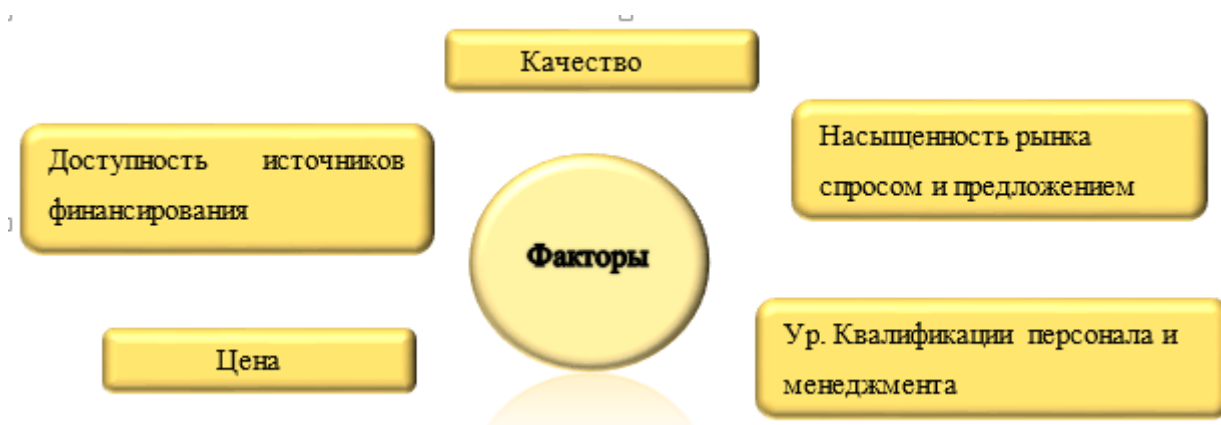 Качество
Насыщенность рынка
спросом и предложением
Доступность источников
финансирования
Факторы
Ур. Квалификации персонала и
менеджмента
Цена